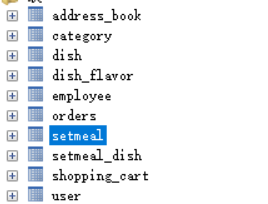 address_book
category
dish
dish_flavor
employee
orders
setmeal
setmeal_dish
shopping_cart
user